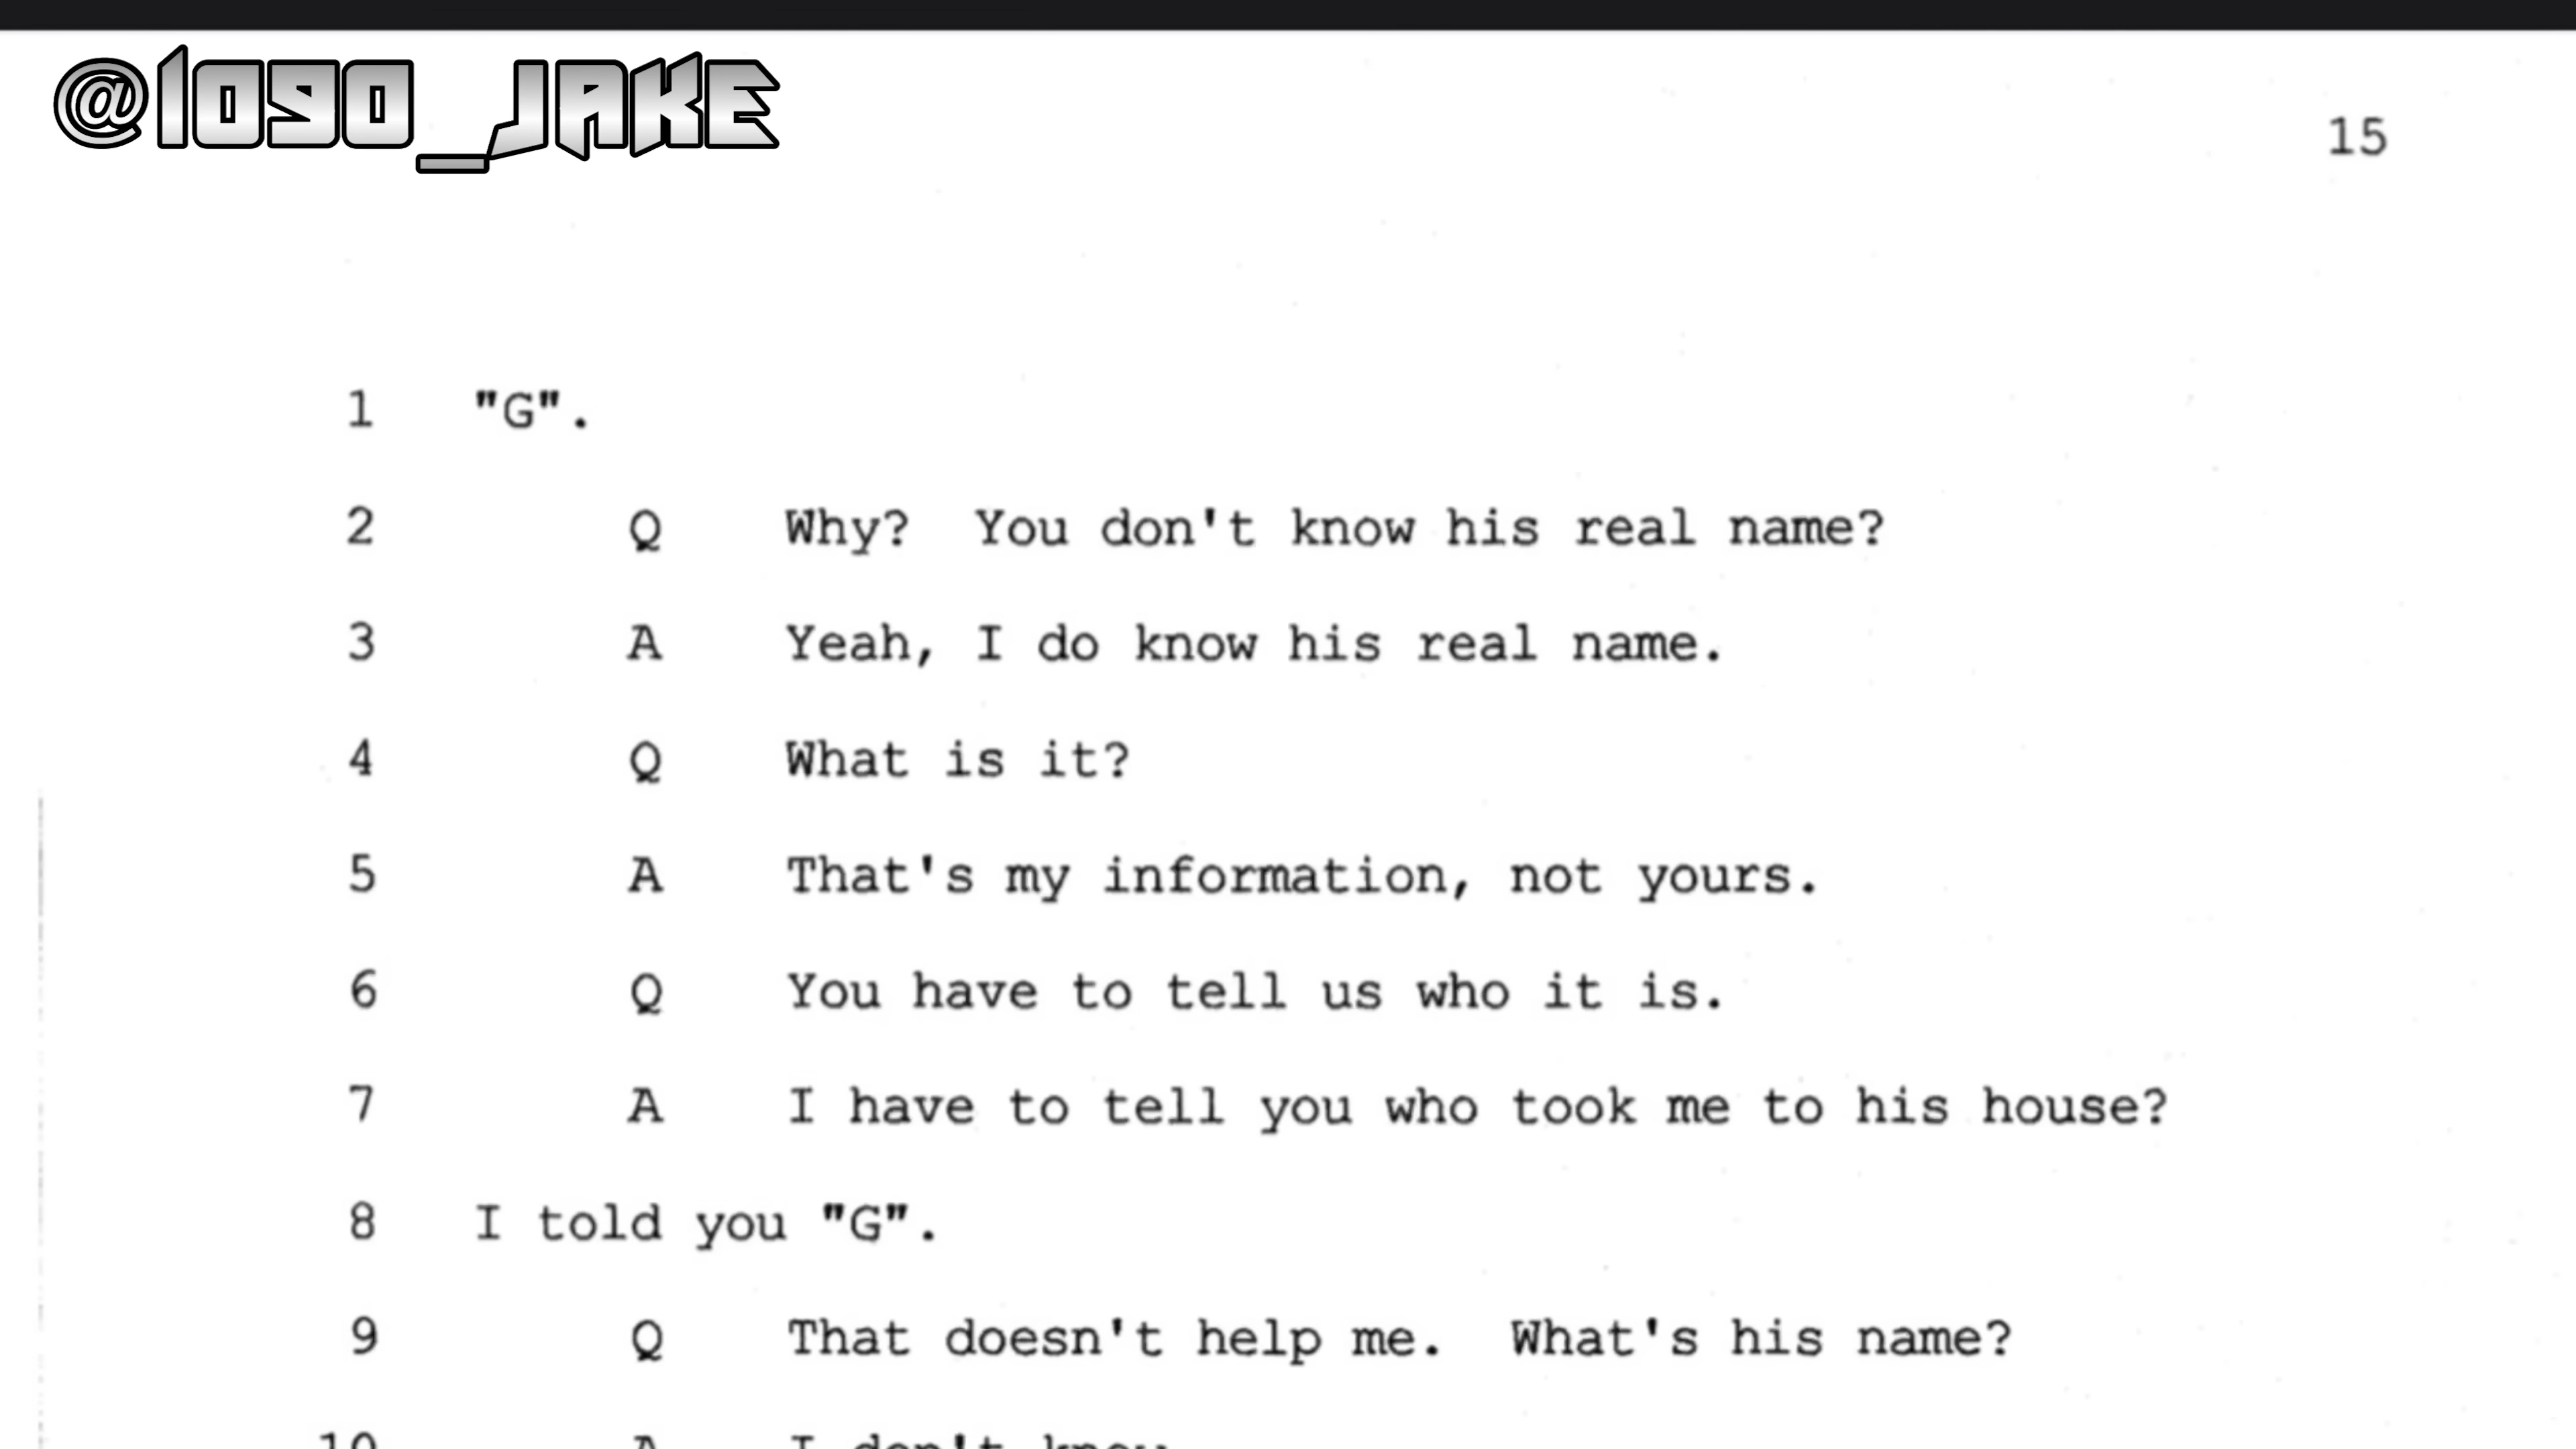 @1090_JAKE
15
1 "G".
2 Q Why? You don't know his real name?
3 A Yeah, I do know his real name.
4 Q What is it?
5 A That's my information, not yours.
6 Q You have to tell us who it is.
7 A I have to tell you who took me to his house?
8 I told you "G".
9 Q That doesn't help me. What's his name?
10 A I don't know